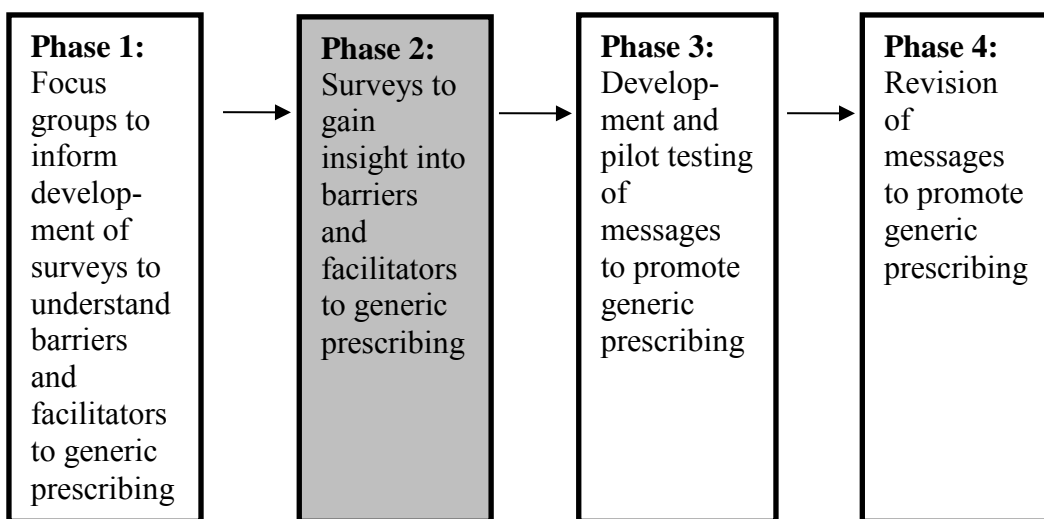 Phase 1:
Focus
groups to
inform
develop-
ment of
surveys to
understand
barriers
and
facilitators
to generic
prescribing
Phase 2:
Surveys to
gain
insight into
barriers
and
facilitators
to generic
prescribing
Phase 3:
Develop-
ment and
pilot testing
of
messages
to promote
generic
prescribing
Phase 4:
Revision
of
messages
to promote
generic
prescribing